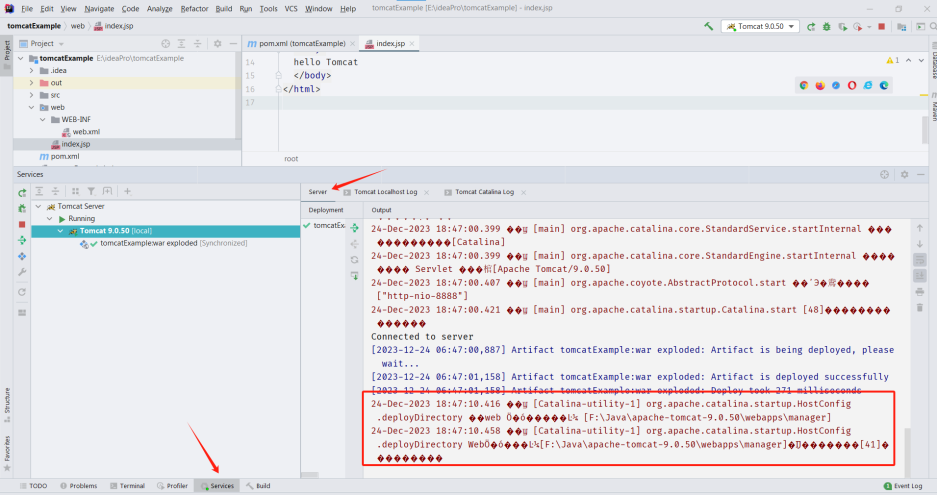 File Edit View Navigate Code Analyze Refactor Build Run Tools VCS Window Help tomcatExample [E:\ideaPro\tomcatExample] - index.jsp
tomcatExample web index.jsp
Tomcat 9.0.50
Project
Project
pom.xml (tomcatExample)
index.jsp
tomcatExample E:\ideaPro\tomcatExample
.idea
out
src
web
WEB-INF
web.xml
index.jsp
pom.xml
14 hello Tomcat
15 </body>
16 </html>
17
1
root
Database
Maven
Services
Tomcat Server
Running
Tomcat 9.0.50 [local]
tomcatExample:war exploded [Synchronized]
Server
Tomcat Localhost Log
Tomcat Catalina Log
Deployment
Output
tomcatEx
24-Dec-2023 18:47:00.399 [main] org.apache.catalina.core.StandardService.startInternal
[Catalina]
24-Dec-2023 18:47:00.399 [main] org.apache.catalina.core.StandardEngine.startInternal
Servlet [Apache Tomcat/9.0.50]
24-Dec-2023 18:47:00.407 [main] org.apache.coyote.AbstractProtocol.start
["http-nio-8888"]
24-Dec-2023 18:47:00.421 [main] org.apache.catalina.startup.Catalina.start [48]
Connected to server
[2023-12-24 06:47:00,887] Artifact tomcatExample:war exploded: Artifact is being deployed, please
wait...
[2023-12-24 06:47:01,158] Artifact tomcatExample:war exploded: Artifact is deployed successfully
[2023-12-24 06:47:01,158] Artifact tomcatExample:war exploded: Deploy took 271 milliseconds
24-Dec-2023 18:47:10.416 [Catalina-utility-1] org.apache.catalina.startup.HostConfig
.deployDirectory web [F:\Java\apache-tomcat-9.0.50\webapps\manager]
24-Dec-2023 18:47:10.458 [Catalina-utility-1] org.apache.catalina.startup.HostConfig
.deployDirectory Web [F:\Java\apache-tomcat-9.0.50\webapps\manager] [41]
Structure
Favorites
TODO
Problems
Terminal
Profiler
Services
Build
1 Event Log